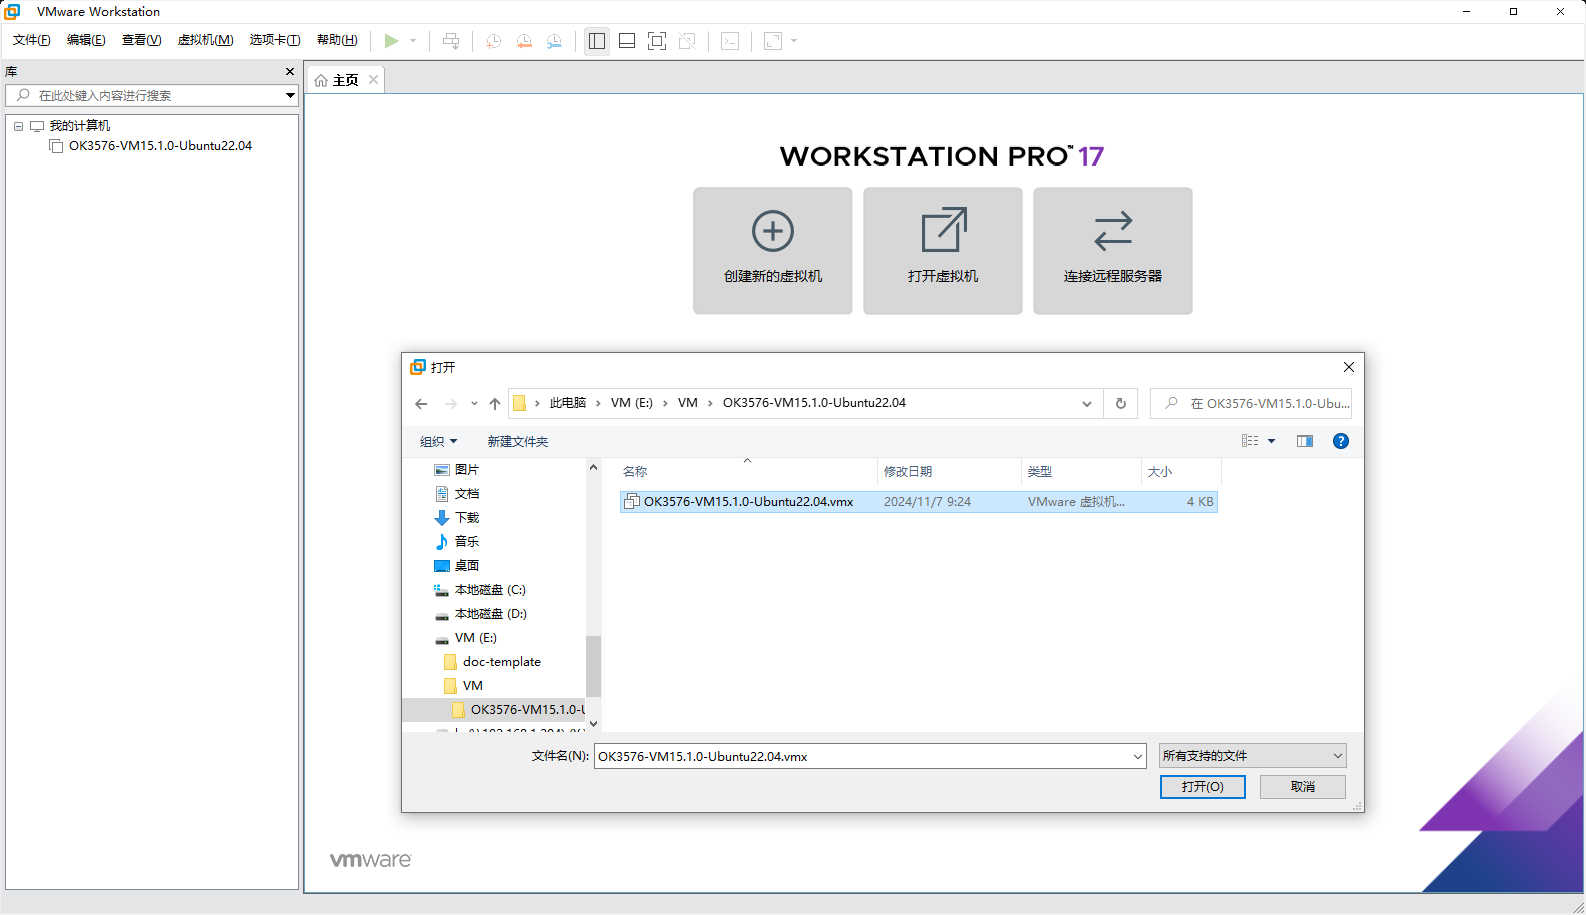 VMware Workstation
文件(F) 编辑(E) 查看(V) 虚拟机(M) 选项卡(T) 帮助(H)
库
在此处键入内容进行搜索
我的计算机
OK3576-VM15.1.0-Ubuntu22.04
主页
WORKSTATION PRO™ 17
创建新的虚拟机 打开虚拟机 连接远程服务器
打开
此电脑 VM (E:) VM OK3576-VM15.1.0-Ubuntu22.04
在 OK3576-VM15.1.0-Ubu...
组织 新建文件夹
图片
文档
下载
音乐
桌面
本地磁盘 (C:)
本地磁盘 (D:)
VM (E:)
doc-template
VM
OK3576-VM15.1.0-U
名称 修改日期 类型 大小
OK3576-VM15.1.0-Ubuntu22.04.vmx 2024/11/7 9:24 VMware 虚拟机... 4 KB
文件名(N): OK3576-VM15.1.0-Ubuntu22.04.vmx 所有支持的文件
打开(O) 取消
vmware